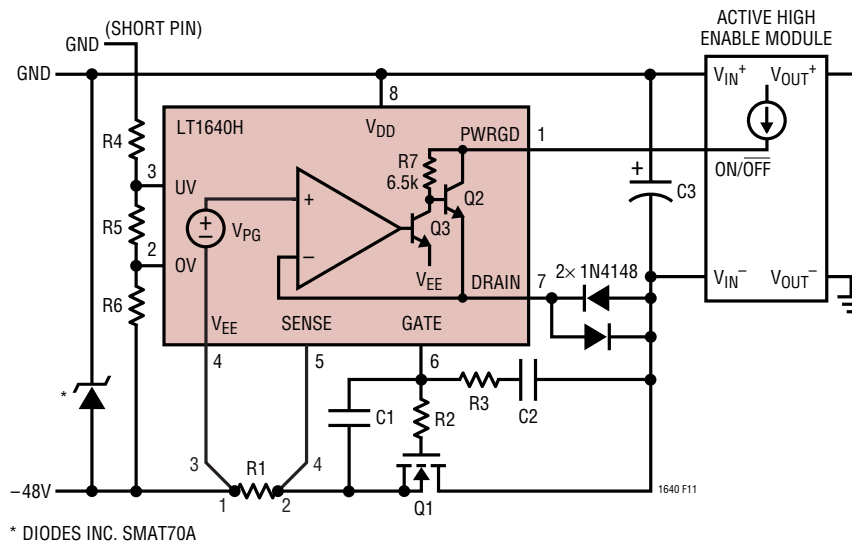 ACTIVE HIGH
ENABLE MODULE
(SHORT PIN)
GND
GND
8
LT1640H
VDD
PWRGD
1
VIN+
VOUT+
R4
R7
6.5k
ON/OFF
3
UV
+
Q2
+
C3
R5
+
−
VPG
Q3
2
OV
−
VEE
DRAIN
7
2× 1N4148
VIN−
VOUT−
R6
VEE
SENSE
GATE
4
5
6
*
C1
R2
R3
C2
3
R1
4
−48V
1
2
Q1
1640 F11
* DIODES INC. SMAT70A